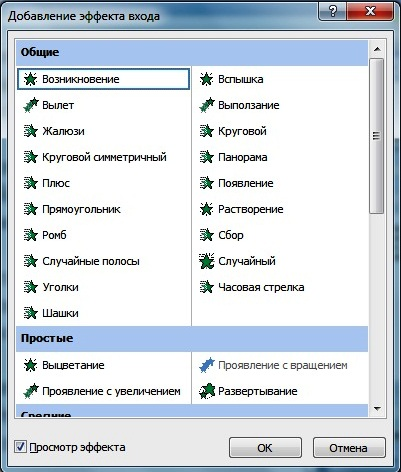 Добавление эффекта входа
Общие
Возникновение Вспышка
Вылет Выползание
Жалюзи Круговой
Круговой симметричный Панорама
Плюс Появление
Прямоугольник Растворение
Ромб Сбор
Случайные полосы Случайный
Уголки Часовая стрелка
Шашки
Простые
Выцветание Проявление с вращением
Проявление с увеличением Развертывание
Средние
Просмотр эффекта ОК Отмена